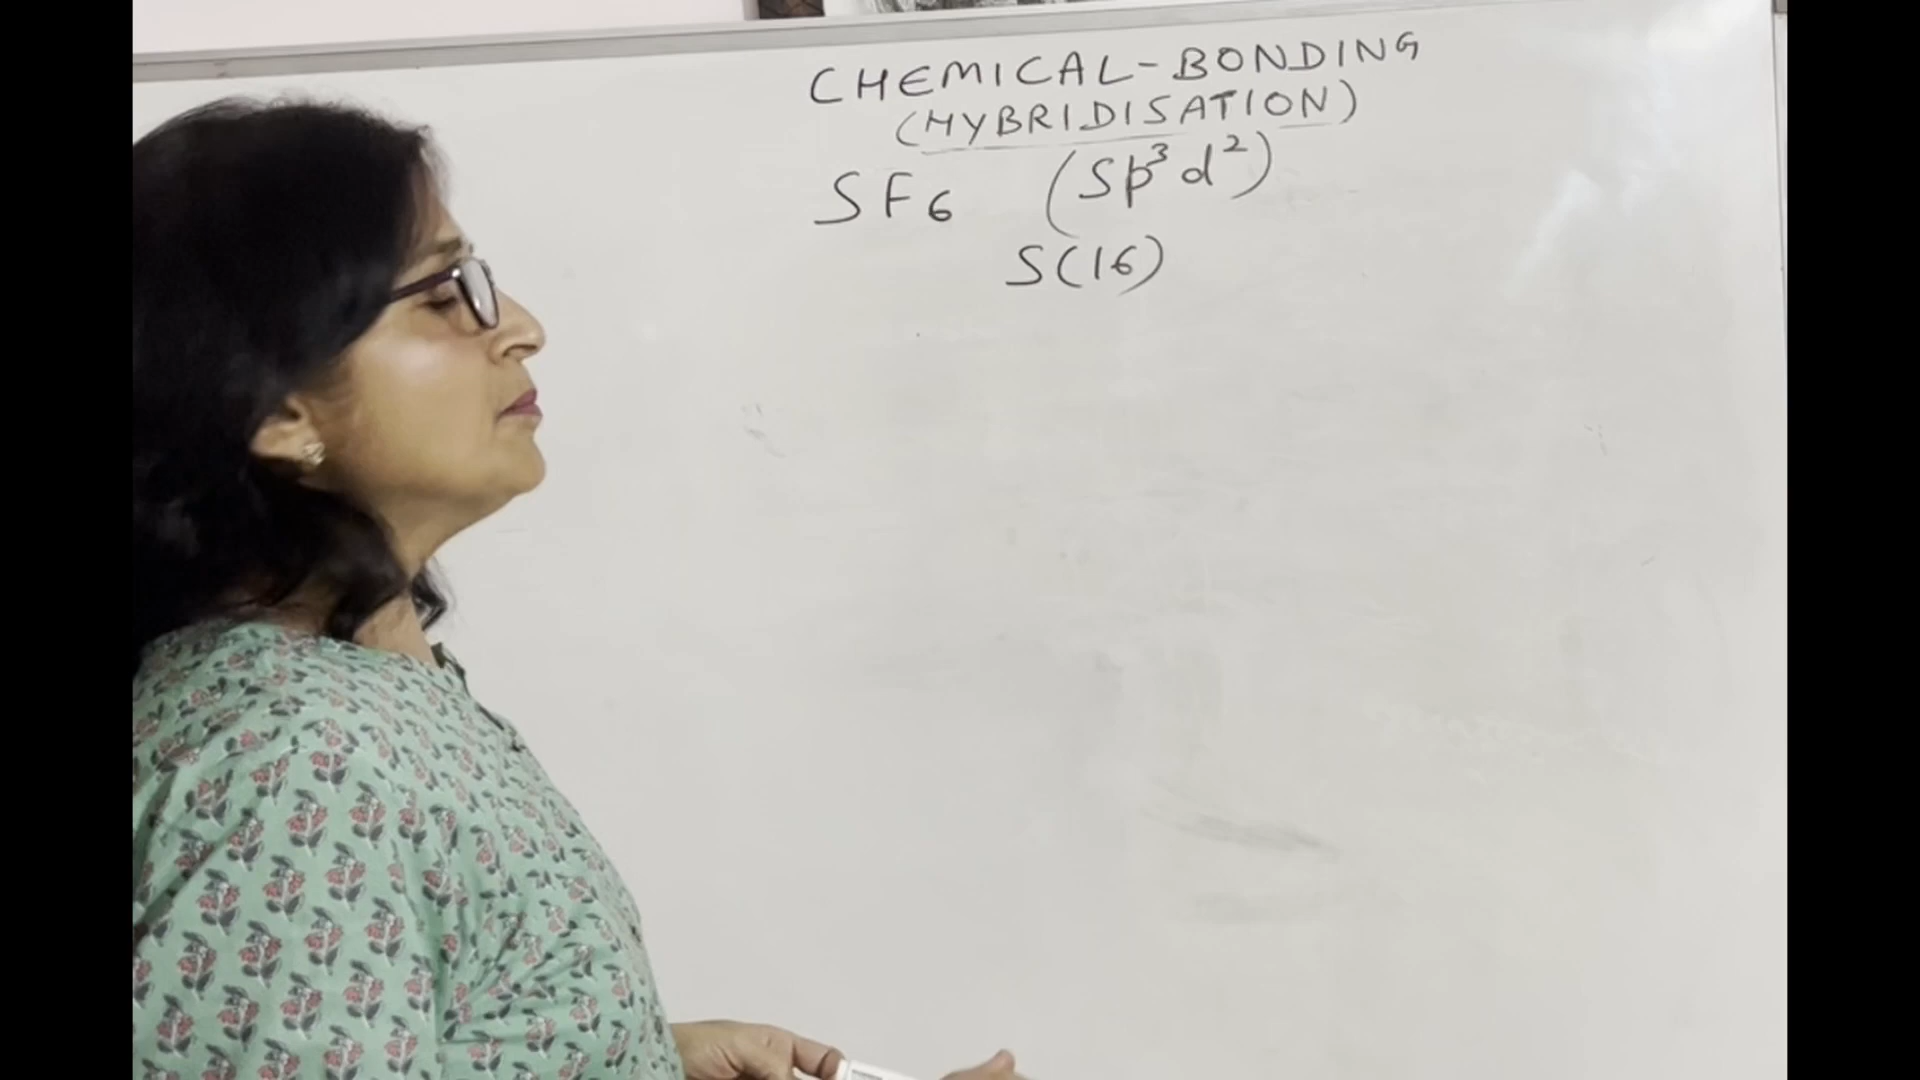 CHEMICAL-BONDING
(HYBRIDISATION)
SF₆ (Sp³d²)
S(16)